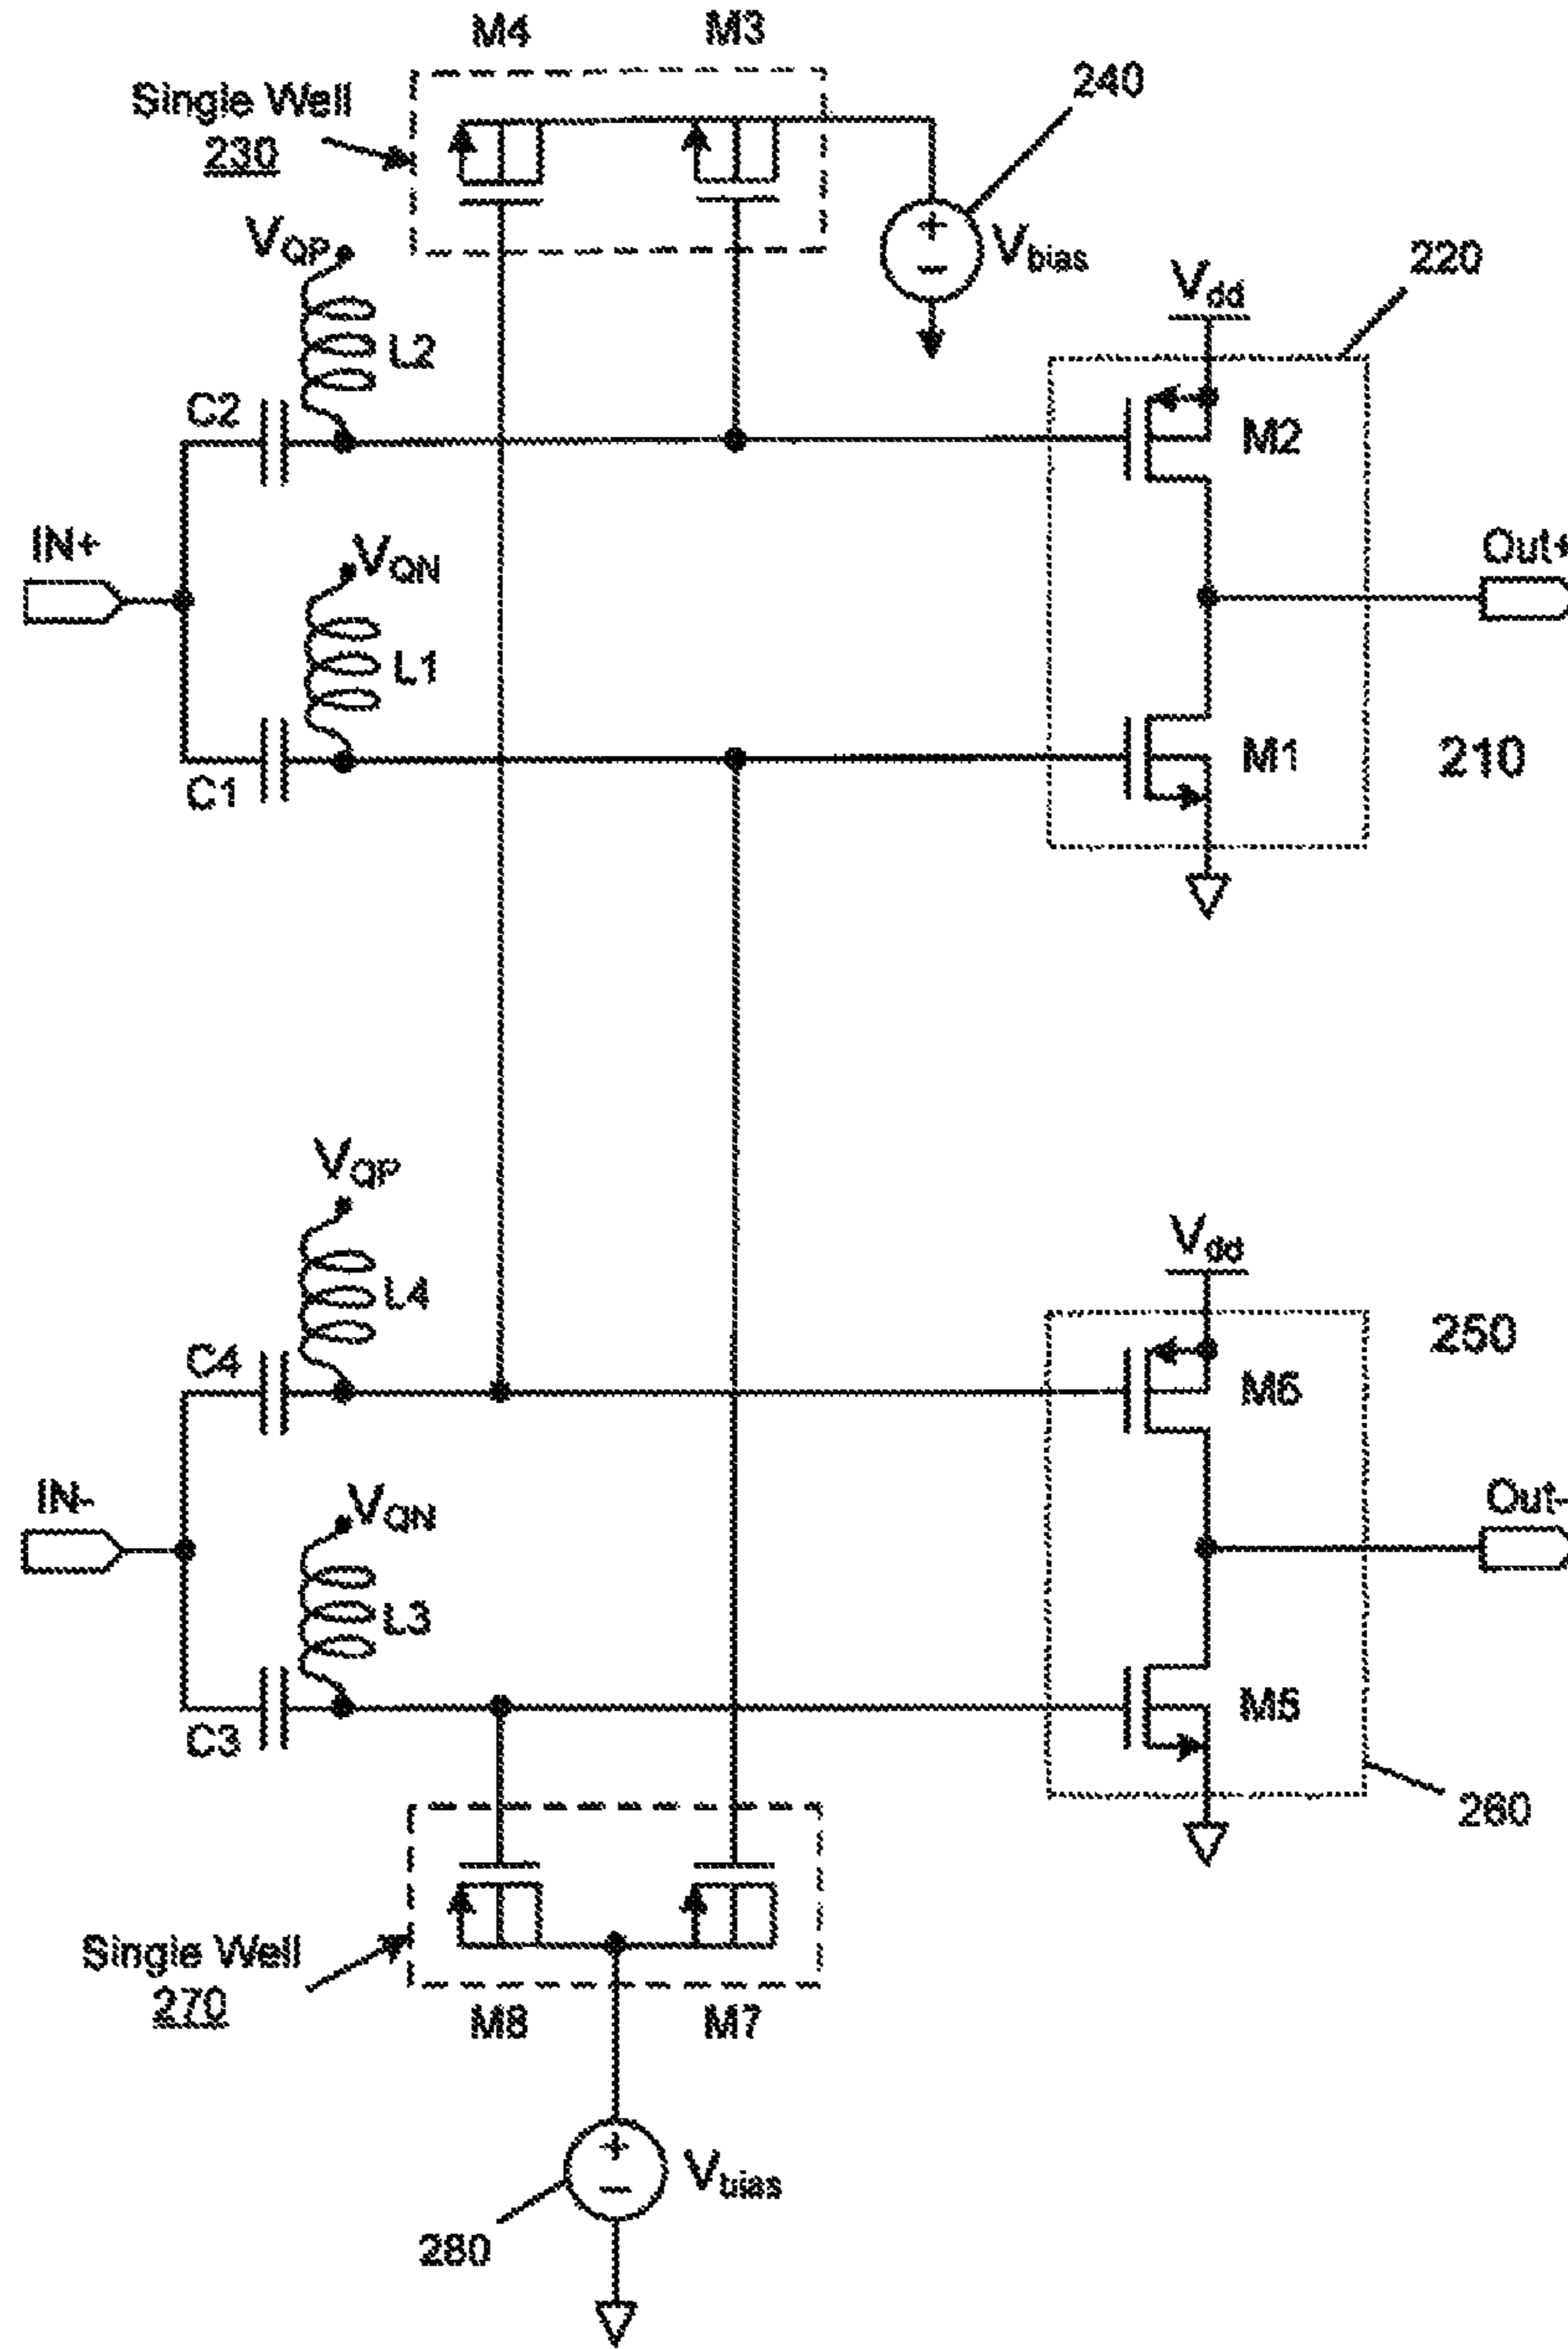 M4
M3
Single Well
230
240
VQP
Vbias
220
Vdd
L2
C2
M2
IN+
VQN
Out+
L1
C1
M1
210
VQP
Vdd
L4
250
C4
M6
IN-
VQN
Out-
L3
C3
M5
260
Single Well
270
M8
M7
Vbias
280